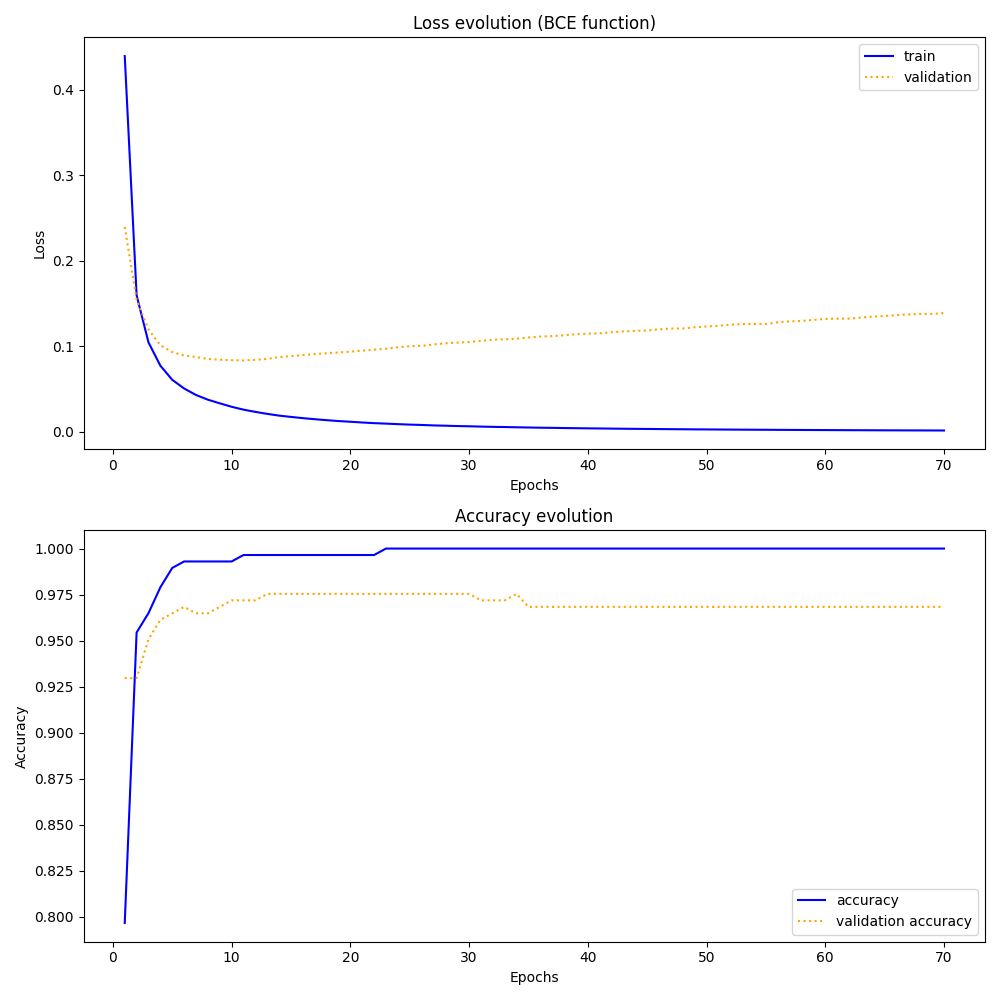 Loss evolution (BCE function)
train
validation
0.4
0.3
0.2
0.1
0.0
Loss
0 10 20 30 40 50 60 70
Epochs
Accuracy evolution
1.000
0.975
0.950
0.925
0.900
0.875
0.850
0.825
0.800
Accuracy
accuracy
validation accuracy
0 10 20 30 40 50 60 70
Epochs